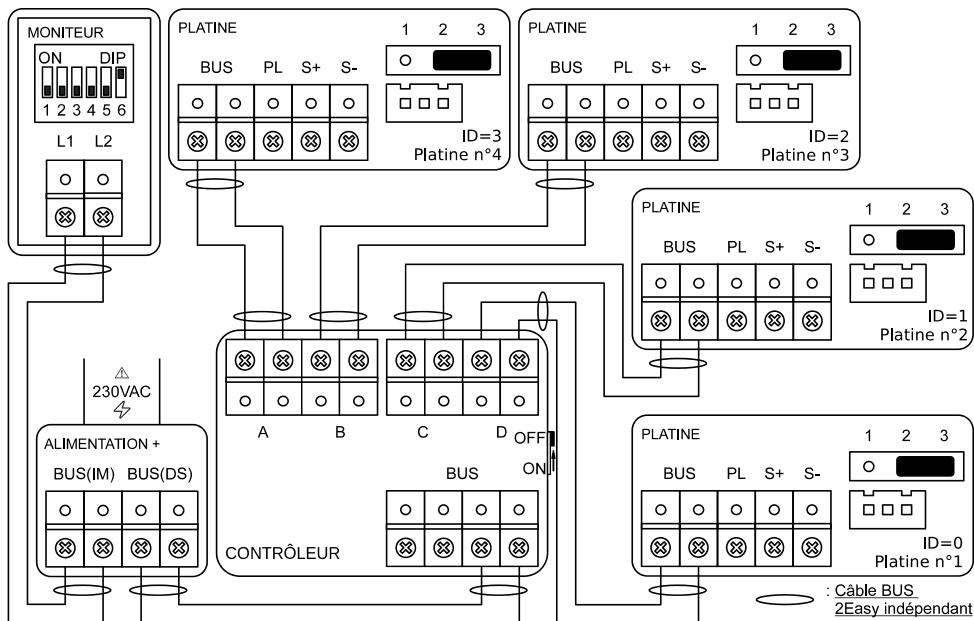 MONITEUR
ON DIP
1 2 3 4 5 6
L1 L2
PLATINE
1 2 3
BUS PL S+ S-
ID=3
Platine n°4
PLATINE
1 2 3
BUS PL S+ S-
ID=2
Platine n°3
PLATINE
1 2 3
BUS PL S+ S-
ID=1
Platine n°2
230VAC
ALIMENTATION +
BUS(IM) BUS(DS)
A B C D
OFF
ON
BUS
CONTRÔLEUR
PLATINE
1 2 3
BUS PL S+ S-
ID=0
Platine n°1
: Câble BUS
2Easy indépendant